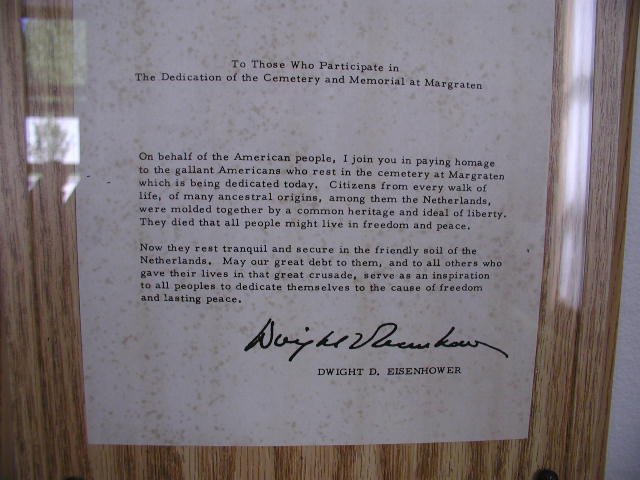 To Those Who Participate in
The Dedication of the Cemetery and Memorial at Margraten
On behalf of the American people, I join you in paying homage
to the gallant Americans who rest in the cemetery at Margraten
which is being dedicated today. Citizens from every walk of
life, of many ancestral origins, among them the Netherlands,
were molded together by a common heritage and ideal of liberty.
They died that all people might live in freedom and peace.
Now they rest tranquil and secure in the friendly soil of the
Netherlands. May our great debt to them, and to all others who
gave their lives in that great crusade, serve as an inspiration
to all peoples to dedicate themselves to the cause of freedom
and lasting peace.
Dwight D Eisenhower
DWIGHT D. EISENHOWER